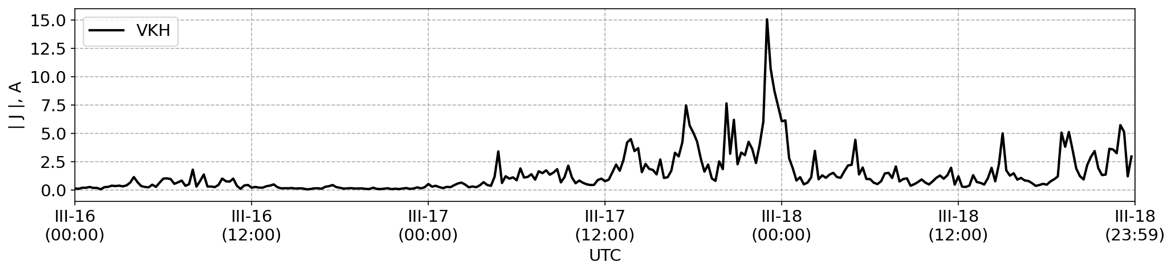 | J |, A
15.0
12.5
10.0
7.5
5.0
2.5
0.0
VKH
III-16 III-16 III-17 III-17 III-18 III-18 III-18
(00:00) (12:00) (00:00) (12:00) (00:00) (12:00) (23:59)
UTC